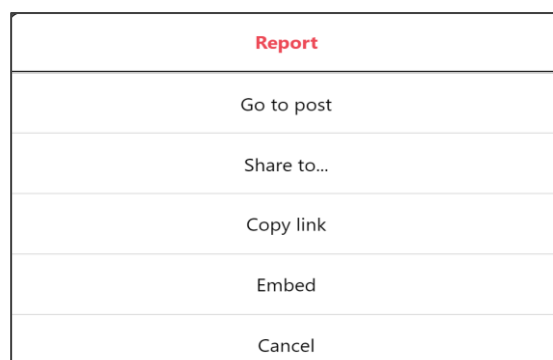 Report
Go to post
Share to...
Copy link
Embed
Cancel